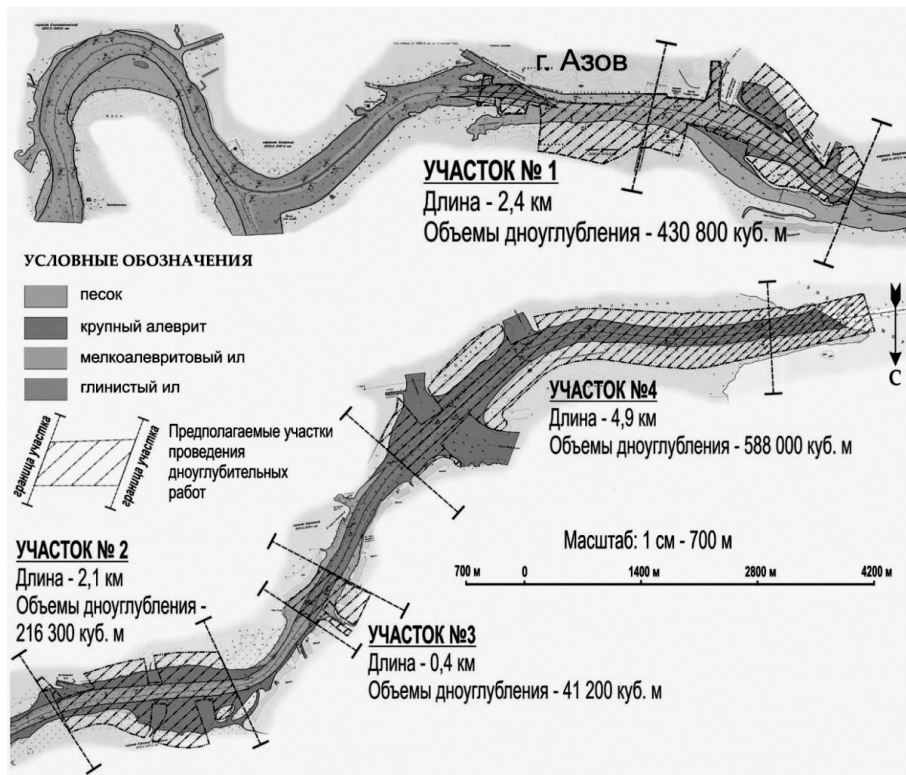 г. Азов
УЧАСТОК № 1
Длина - 2,4 км
Объемы дноуглубления - 430 800 куб. м
УСЛОВНЫЕ ОБОЗНАЧЕНИЯ
песок
крупный алеврит
мелкоалевритовый ил
глинистый ил
граница участка
граница участка
Предполагаемые участки
проведения
дноуглубительных
работ
С
УЧАСТОК №4
Длина - 4,9 км
Объемы дноуглубления - 588 000 куб. м
Масштаб: 1 см - 700 м
700 м 0 1400 м 2800 м 4200 м
УЧАСТОК № 2
Длина - 2,1 км
Объемы дноуглубления -
216 300 куб. м
УЧАСТОК №3
Длина - 0,4 км
Объемы дноуглубления - 41 200 куб. м